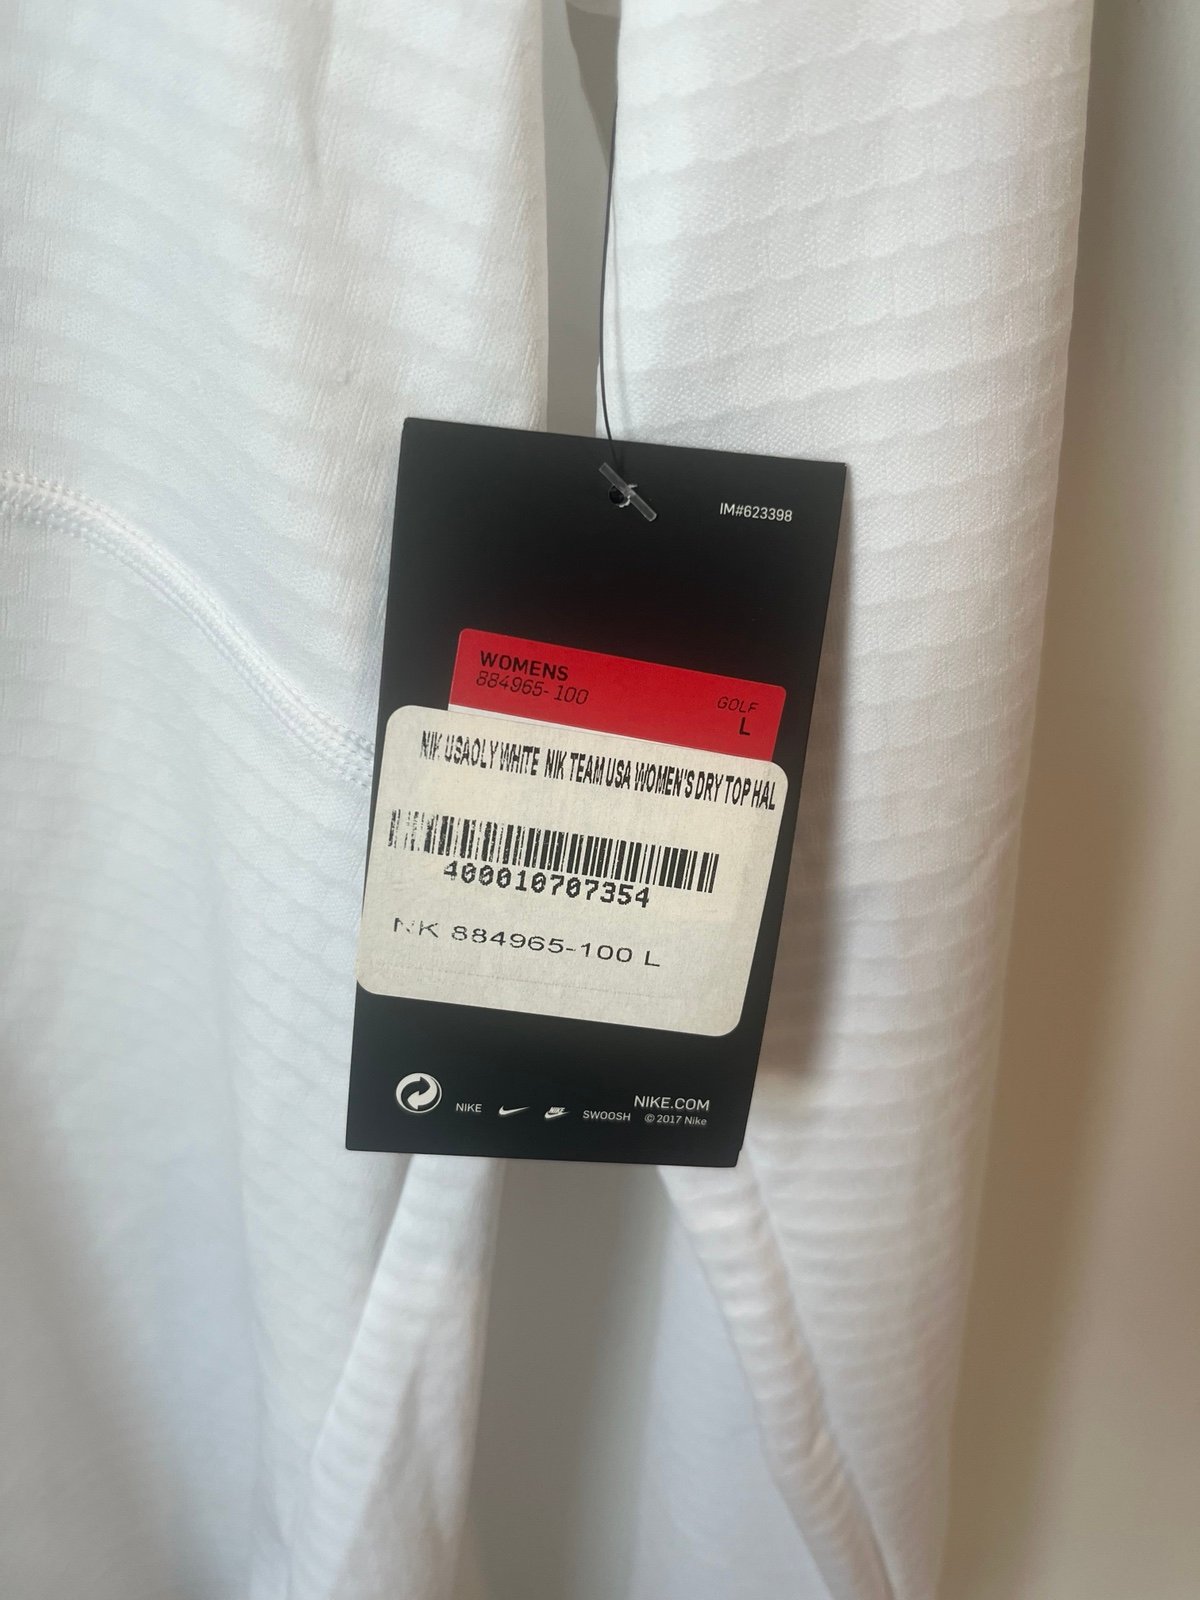 IM#623398
WOMENS
884965-100
GOLF
L
NIK USAOLY WHITE NIK TEAM USA WOMEN'S DRY TOP HAL
400010707354
NK 884965-100 L
NIKE NIKE SWOOSH
NIKE.COM
© 2017 Nike